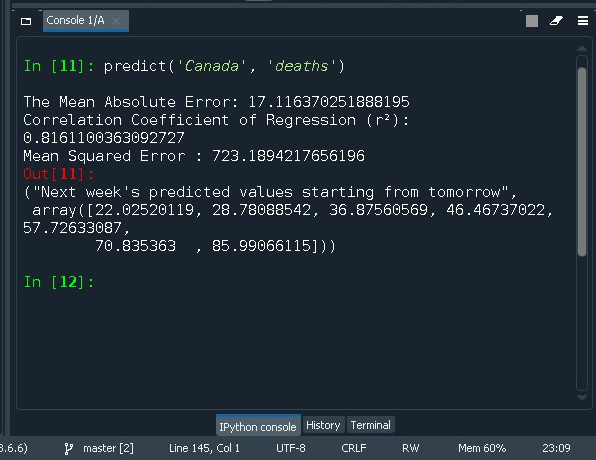 Console 1/A
In [11]: predict('Canada', 'deaths')
The Mean Absolute Error: 17.116370251888195
Correlation Coefficient of Regression (r²):
0.8161100363092727
Mean Squared Error : 723.1894217656196
Out[11]:
("Next week's predicted values starting from tomorrow",
 array([22.02520119, 28.78088542, 36.87560569, 46.46737022,
57.72633087,
        70.835363  , 85.99066115]))
In [12]:
IPython console History Terminal
3.6.6) master [2] Line 145, Col 1 UTF-8 CRLF RW Mem 60% 23:09